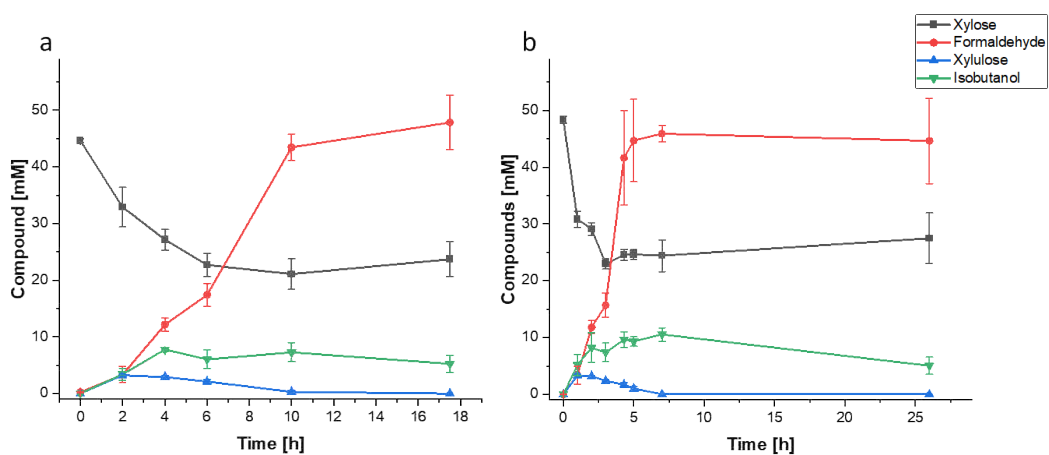 a
b
Xylose
Formaldehyde
Xylulose
Isobutanol
Compound [mM]
50
40
30
20
10
0
0 2 4 6 8 10 12 14 16 18
Time [h]
Compounds [mM]
50
40
30
20
10
0
0 5 10 15 20 25
Time [h]